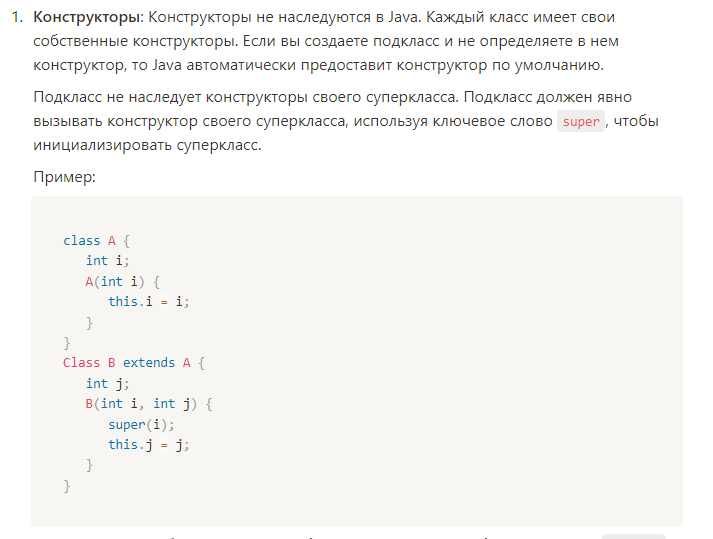 1. Конструкторы: Конструкторы не наследуются в Java. Каждый класс имеет свои
собственные конструкторы. Если вы создаете подкласс и не определяете в нем
конструктор, то Java автоматически предоставит конструктор по умолчанию.
Подкласс не наследует конструкторы своего суперкласса. Подкласс должен явно
вызывать конструктор своего суперкласса, используя ключевое слово super, чтобы
инициализировать суперкласс.
Пример:
class A {
int i;
A(int i) {
this.i = i;
}
}
Class B extends A {
int j;
B(int i, int j) {
super(i);
this.j = j;
}
}